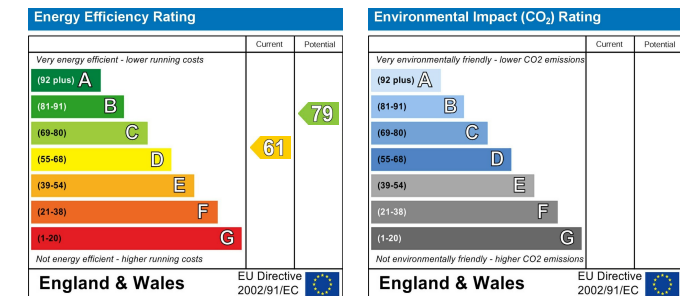 Energy Efficiency Rating
Current Potential
Very energy efficient - lower running costs
(92 plus) A
(81-91) B
(69-80) C
(55-68) D
(39-54) E
(21-38) F
(1-20) G
61
79
Not energy efficient - higher running costs
England & Wales
EU Directive
2002/91/EC
Environmental Impact (CO₂) Rating
Current Potential
Very environmentally friendly - lower CO2 emissions
(92 plus) A
(81-91) B
(69-80) C
(55-68) D
(39-54) E
(21-38) F
(1-20) G
Not environmentally friendly - higher CO2 emissions
England & Wales
EU Directive
2002/91/EC